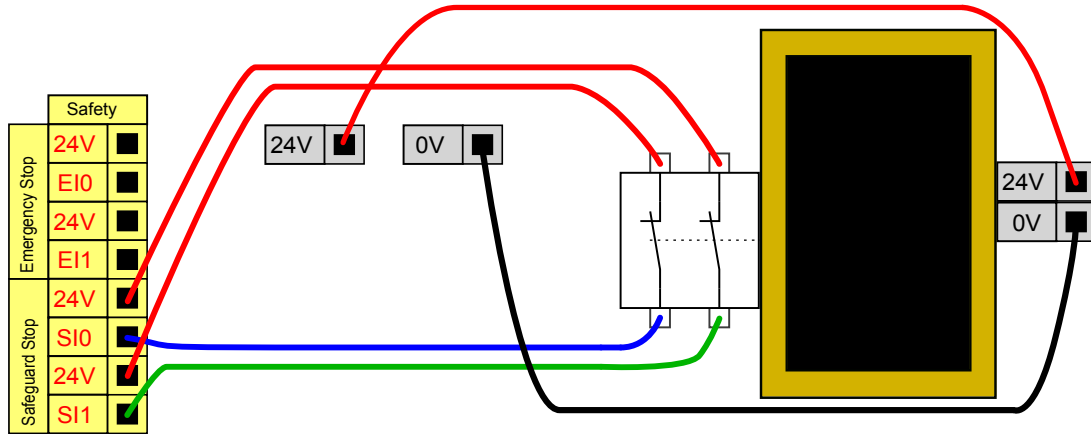 Safety
Emergency Stop
24V
EI0
24V
EI1
Safeguard Stop
24V
SI0
24V
SI1
24V
0V
24V
0V